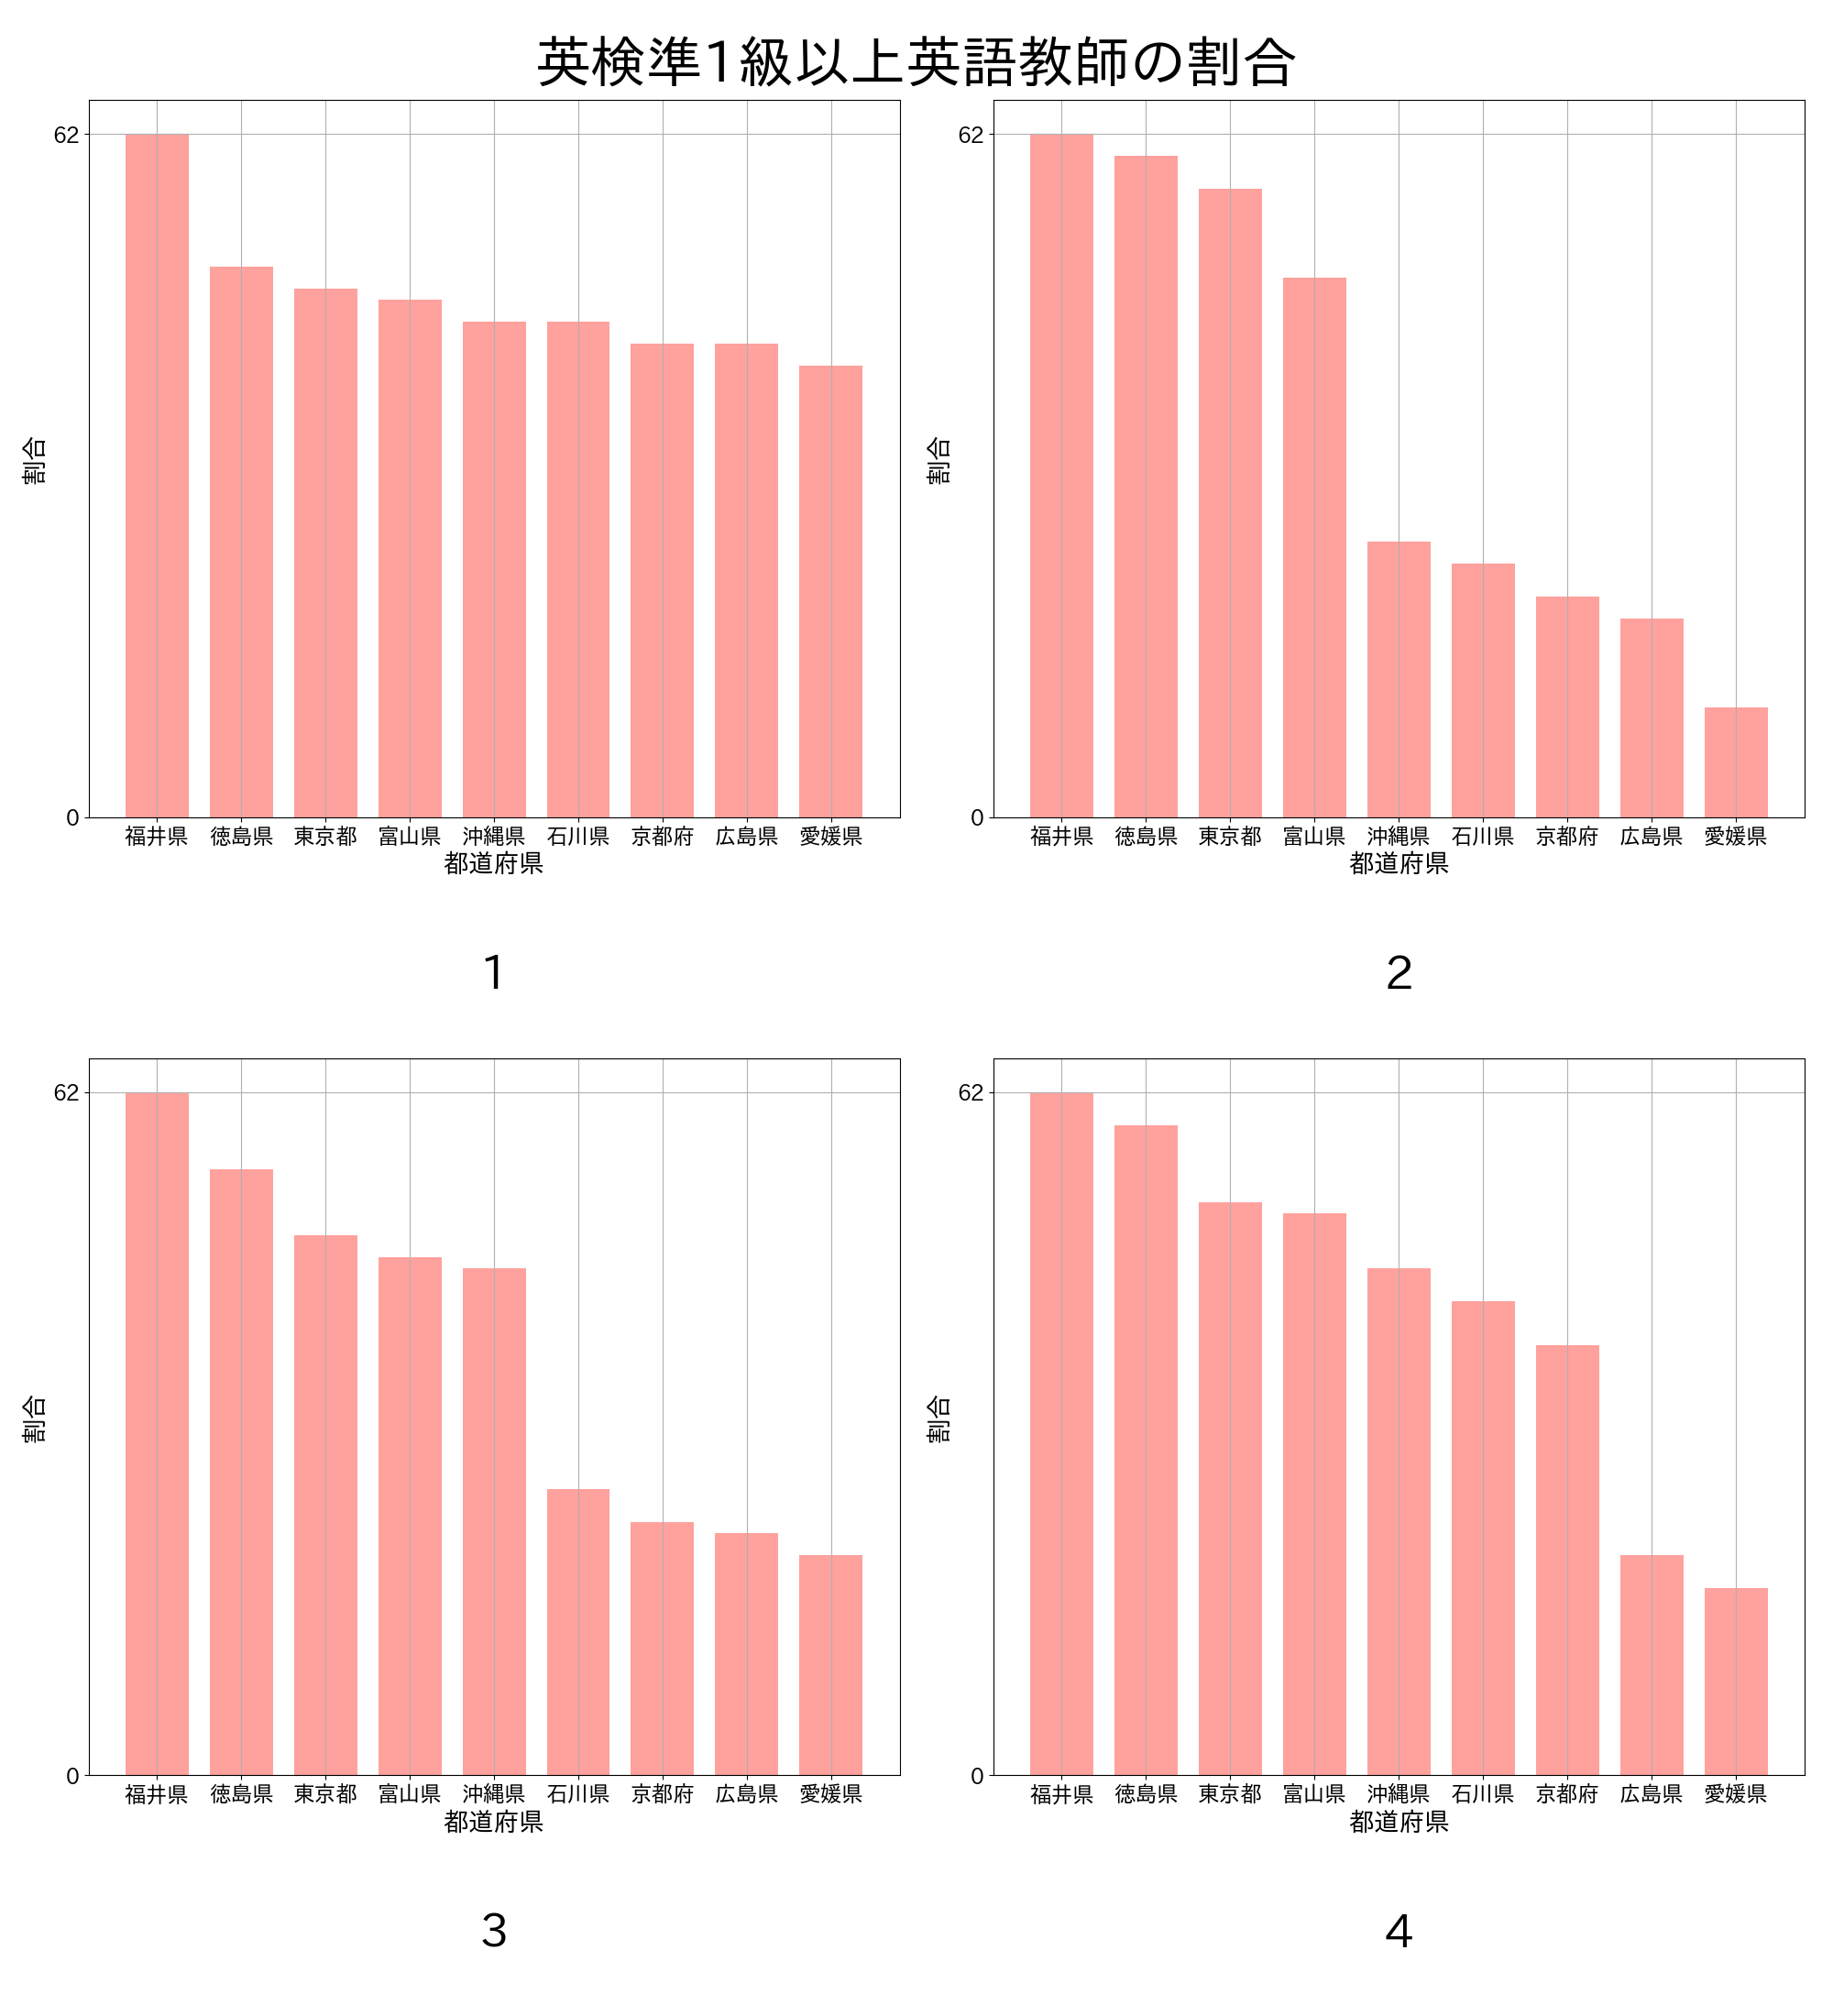 英検準1級以上英語教師の割合
62
0
割合
福井県 徳島県 東京都 富山県 沖縄県 石川県 京都府 広島県 愛媛県
都道府県
1
62
0
割合
福井県 徳島県 東京都 富山県 沖縄県 石川県 京都府 広島県 愛媛県
都道府県
2
62
0
割合
福井県 徳島県 東京都 富山県 沖縄県 石川県 京都府 広島県 愛媛県
都道府県
3
62
0
割合
福井県 徳島県 東京都 富山県 沖縄県 石川県 京都府 広島県 愛媛県
都道府県
4